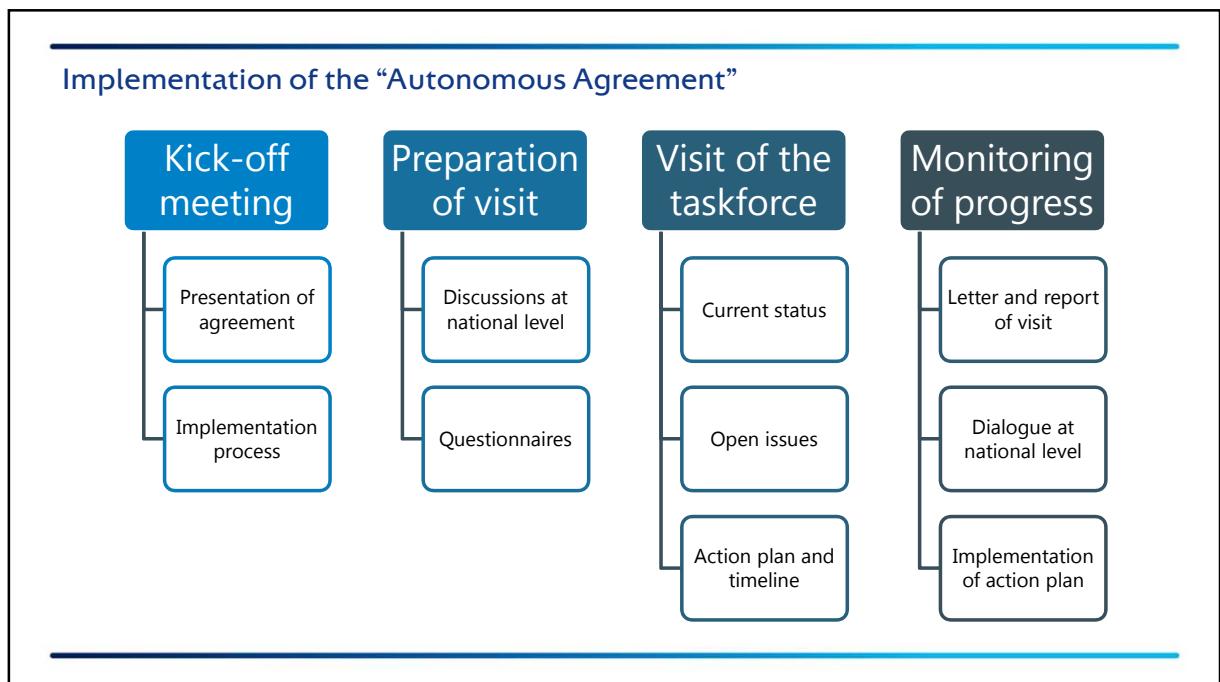 Implementation of the “Autonomous Agreement”
Kick-off
meeting
Presentation of
agreement
Implementation
process
Preparation
of visit
Discussions at
national level
Questionnaires
Visit of the
taskforce
Current status
Open issues
Action plan and
timeline
Monitoring
of progress
Letter and report
of visit
Dialogue at
national level
Implementation
of action plan